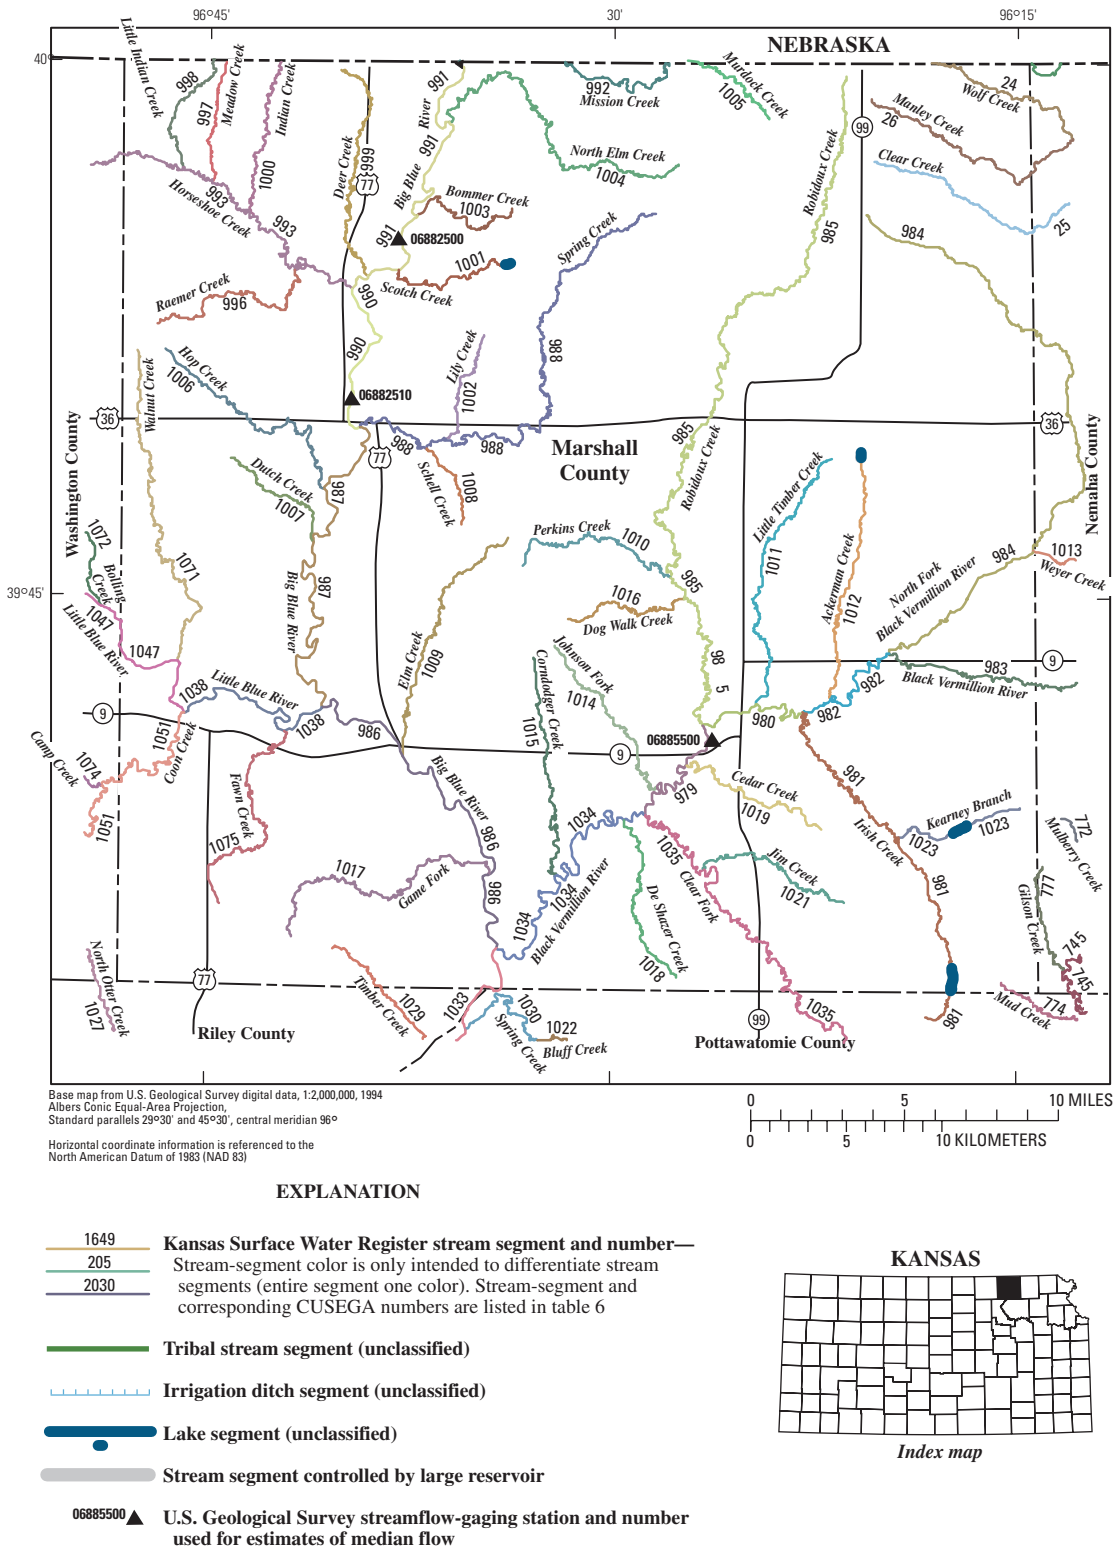 96°45'
30'
96°15'
40°
NEBRASKA
Little Indian Creek
998
997
Meadow Creek
Indian Creek
1000
Deer Creek
999
77
991
Big Blue River
991
992
Mission Creek
Murdock Creek
1005
24
Wolf Creek
Manley Creek
26
99
Clear Creek
25
North Elm Creek
1004
Robidoux Creek
985
984
993
Horseshoe Creek
993
Bommer Creek
1003
991
06882500
Spring Creek
1001
Scotch Creek
Raemer Creek
996
990
990
988
Lily Creek
1002
Hop Creek
1006
Walnut Creek
06882510
36
36
Washington County
988
988
77
Marshall
County
985
Robidoux Creek
Nemaha County
Schell Creek
1008
Dutch Creek
1007
987
Little Timber Creek
1011
Perkins Creek
1010
Ackerman Creek
1012
984
1013
Weyer Creek
North Fork
Black Vermillion River
1072
Bolling Creek
1071
39°45'
987
Big Blue River
985
1016
Dog Walk Creek
1047
Little Blue River
1047
Elm Creek
1009
Johnson Fork
1014
Corndodger Creek
1015
98
5
9
983
Black Vermillion River
982
982
980
1038
Little Blue River
1038
986
9
1051
Coon Creek
Camp Creek
1074
1051
06885500
9
979
Cedar Creek
1019
981
Irish Creek
Kearney Branch
1023
1023
772
Mulberry Creek
Big Blue River
986
Fawn Creek
1075
1034
1035
Clear Fork
Jim Creek
1021
1017
Game Fork
986
1034
1034
Black Vermillion River
De Shazer Creek
1018
981
777
Gilson Creek
745
745
North Otter Creek
1027
77
Timber Creek
1029
1033
1030
Spring Creek
1022
Bluff Creek
Riley County
99
1035
Pottawatomie County
981
774
Mud Creek
Base map from U.S. Geological Survey digital data, 1:2,000,000, 1994
Albers Conic Equal-Area Projection,
Standard parallels 29°30' and 45°30', central meridian 96°
Horizontal coordinate information is referenced to the
North American Datum of 1983 (NAD 83)
0 5 10 MILES
0 5 10 KILOMETERS
EXPLANATION
1649
205
2030
Kansas Surface Water Register stream segment and number—
Stream-segment color is only intended to differentiate stream
segments (entire segment one color). Stream-segment and
corresponding CUSEGA numbers are listed in table 6
Tribal stream segment (unclassified)
Irrigation ditch segment (unclassified)
Lake segment (unclassified)
Stream segment controlled by large reservoir
06885500
U.S. Geological Survey streamflow-gaging station and number
used for estimates of median flow
KANSAS
Index map